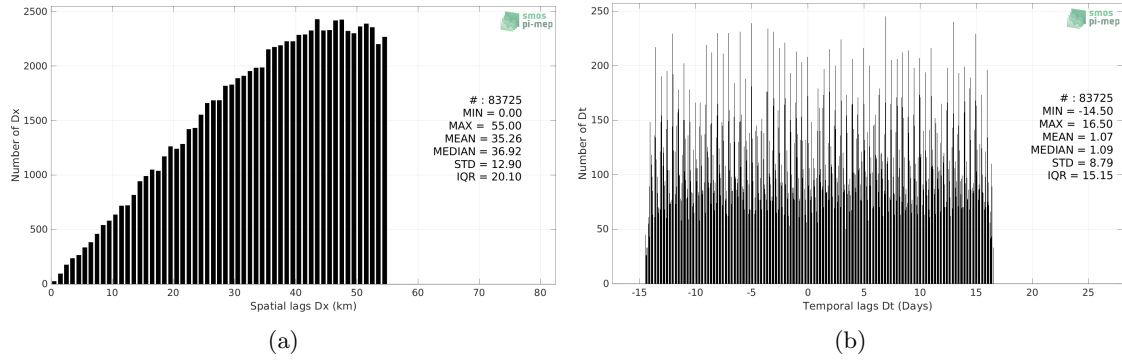 2500
2000
1500
1000
500
0
Number of Dx
0 10 20 30 40 50 60 70 80
Spatial lags Dx (km)
smos
pi-mep
# : 83725
MIN = 0.00
MAX = 55.00
MEAN = 35.26
MEDIAN = 36.92
STD = 12.90
IQR = 20.10
(a)
250
200
150
100
50
0
Number of Dt
-15 -10 -5 0 5 10 15 20 25
Temporal lags Dt (Days)
smos
pi-mep
# : 83725
MIN = -14.50
MAX = 16.50
MEAN = 1.07
MEDIAN = 1.09
STD = 8.79
IQR = 15.15
(b)